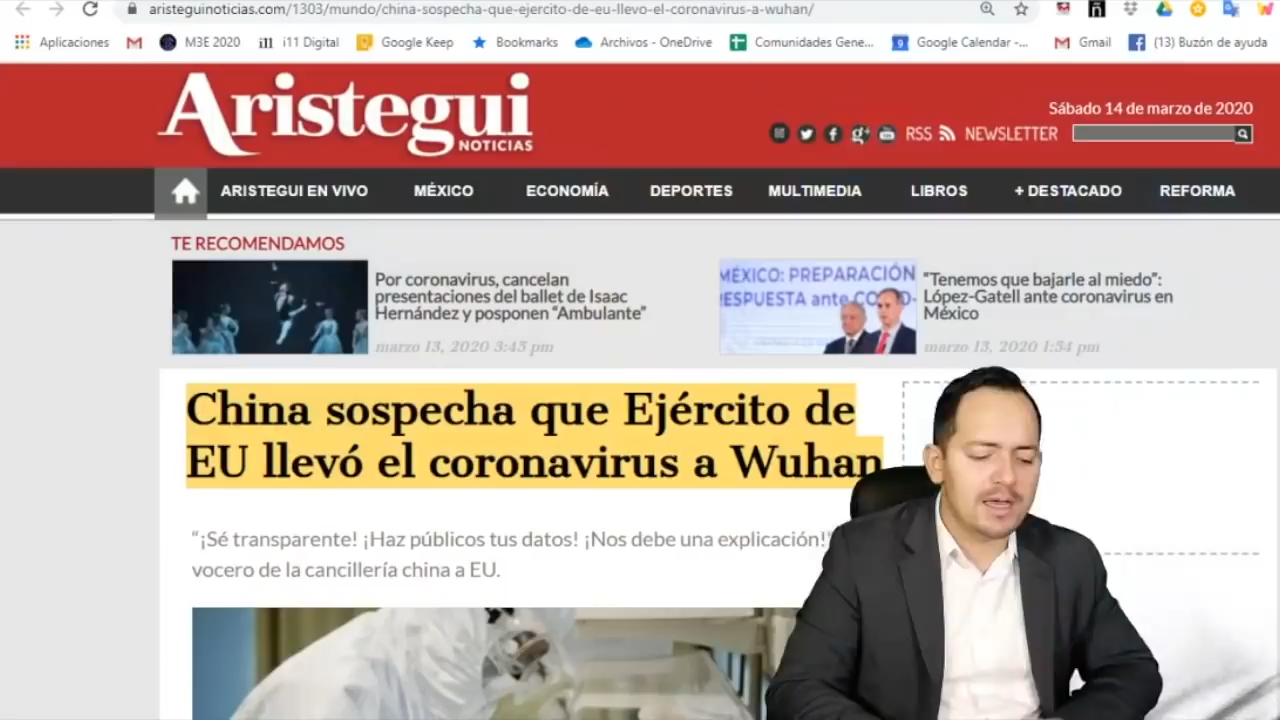 aristeguinoticias.com/1303/mundo/china-sospecha-que-ejercito-de-eu-llevo-el-coronavirus-a-wuhan/
Aplicaciones
M3E 2020
i11 Digital
Google Keep
Bookmarks
Archivos - OneDrive
Comunidades Gene...
Google Calendar -...
Gmail
(13) Buzón de ayuda
Aristegui
NOTICIAS
Sábado 14 de marzo de 2020
RSS
NEWSLETTER
ARISTEGUI EN VIVO
MÉXICO
ECONOMÍA
DEPORTES
MULTIMEDIA
LIBROS
+ DESTACADO
REFORMA
TE RECOMENDAMOS
Por coronavirus, cancelan
presentaciones del ballet de Isaac
Hernández y posponen “Ambulante”
marzo 13, 2020 3:43 pm
MÉXICO: PREPARACIÓN
RESPUESTA ante COVID-
“Tenemos que bajarle al miedo”:
López-Gatell ante coronavirus en
México
marzo 13, 2020 1:34 pm
China sospecha que Ejército de
EU llevó el coronavirus a Wuhan
“¡Sé transparente! ¡Haz públicos tus datos! ¡Nos debe una explicación!”
vocero de la cancillería china a EU.